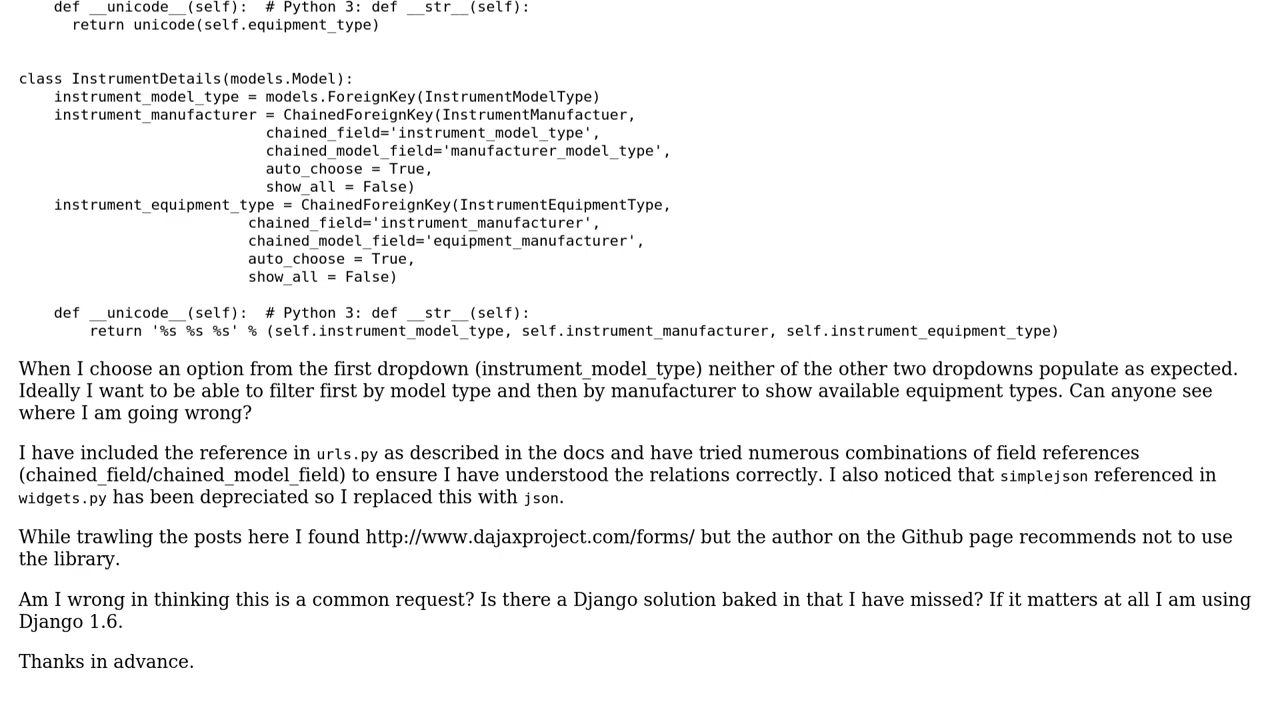 def __unicode__(self):  # Python 3: def __str__(self):
return unicode(self.equipment_type)
class InstrumentDetails(models.Model):
instrument_model_type = models.ForeignKey(InstrumentModelType)
instrument_manufacturer = ChainedForeignKey(InstrumentManufactuer,
chained_field='instrument_model_type',
chained_model_field='manufacturer_model_type',
auto_choose = True,
show_all = False)
instrument_equipment_type = ChainedForeignKey(InstrumentEquipmentType,
chained_field='instrument_manufacturer',
chained_model_field='equipment_manufacturer',
auto_choose = True,
show_all = False)
def __unicode__(self):  # Python 3: def __str__(self):
return '%s %s %s' % (self.instrument_model_type, self.instrument_manufacturer, self.instrument_equipment_type)
When I choose an option from the first dropdown (instrument_model_type) neither of the other two dropdowns populate as expected.
Ideally I want to be able to filter first by model type and then by manufacturer to show available equipment types. Can anyone see
where I am going wrong?
I have included the reference in urls.py as described in the docs and have tried numerous combinations of field references
(chained_field/chained_model_field) to ensure I have understood the relations correctly. I also noticed that simplejson referenced in
widgets.py has been depreciated so I replaced this with json.
While trawling the posts here I found http://www.dajaxproject.com/forms/ but the author on the Github page recommends not to use
the library.
Am I wrong in thinking this is a common request? Is there a Django solution baked in that I have missed? If it matters at all I am using
Django 1.6.
Thanks in advance.